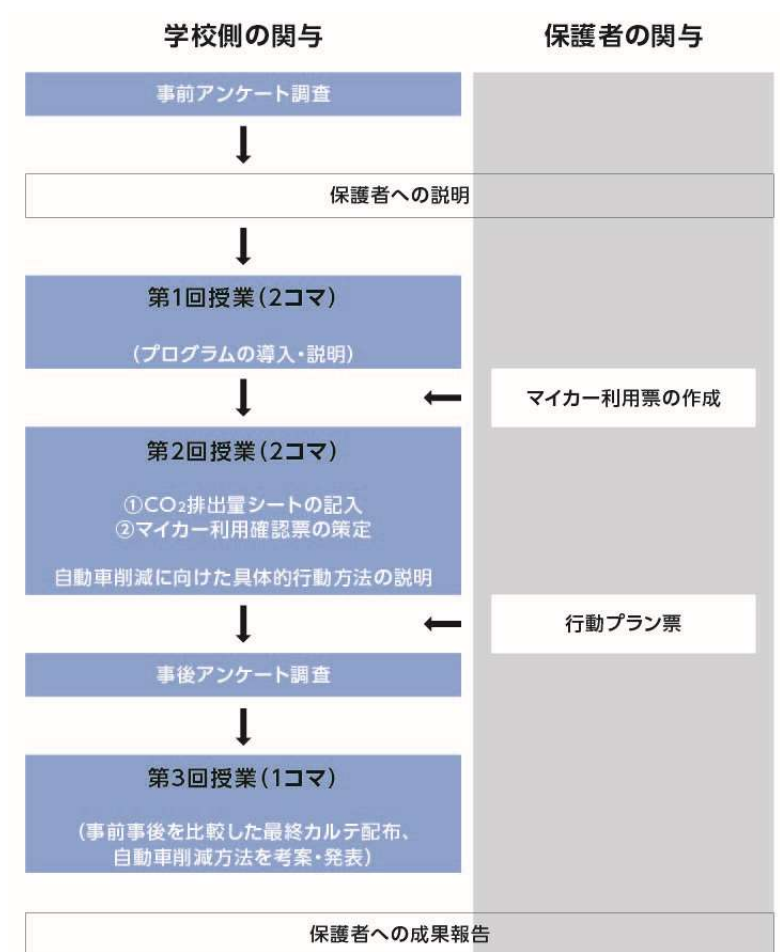 学校側の関与
保護者の関与
事前アンケート調査
保護者への説明
第1回授業(2コマ)
(プログラムの導入・説明)
マイカー利用票の作成
第2回授業(2コマ)
①CO₂排出量シートの記入
②マイカー利用確認票の策定
自動車削減に向けた具体的行動方法の説明
行動プラン票
事後アンケート調査
第3回授業(1コマ)
(事前事後を比較した最終カルテ配布、
自動車削減方法を考案・発表)
保護者への成果報告